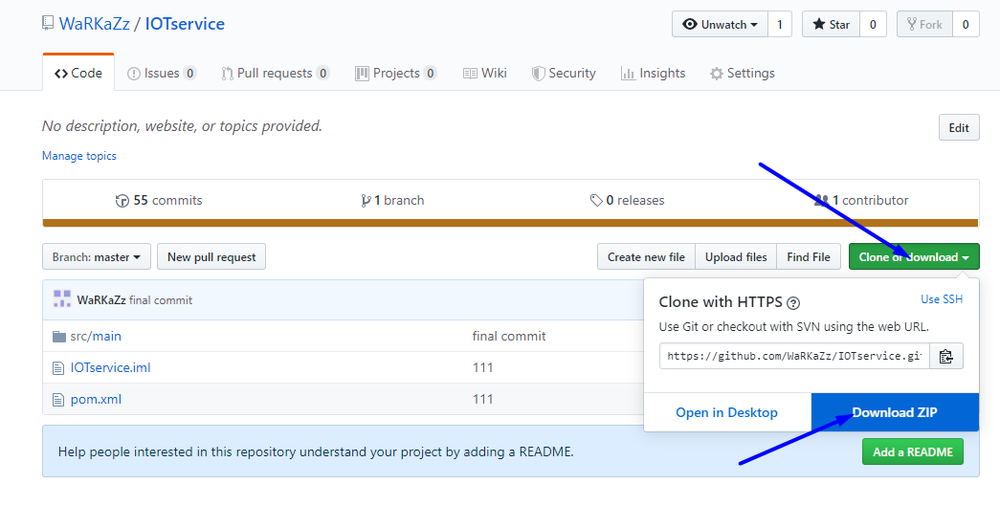 WaRKaZz / IOTservice
Unwatch 1 Star 0 Fork 0
Code Issues 0 Pull requests 0 Projects 0 Wiki Security Insights Settings
No description, website, or topics provided. Edit
Manage topics
55 commits 1 branch 0 releases 1 contributor
Branch: master New pull request Create new file Upload files Find File Clone or download
WaRKaZz final commit
src/main final commit
IOTservice.iml 111
pom.xml 111
Clone with HTTPS ? Use SSH
Use Git or checkout with SVN using the web URL.
https://github.com/WaRKaZz/IOTservice.gi
Open in Desktop Download ZIP
Help people interested in this repository understand your project by adding a README. Add a README